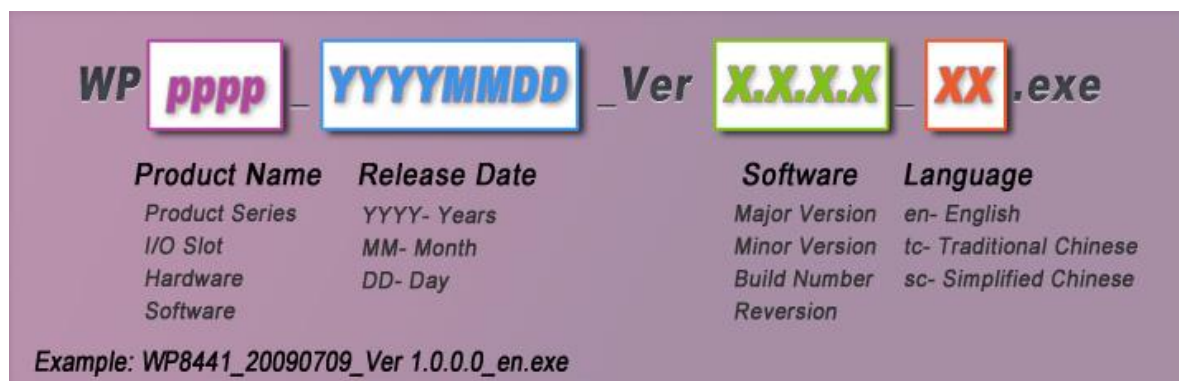 WP pppp _ YYYYMMDD _Ver X.X.X.X _ XX .exe
Product Name Release Date Software Language
Product Series YYYY- Years Major Version en- English
I/O Slot MM- Month Minor Version tc- Traditional Chinese
Hardware DD- Day Build Number sc- Simplified Chinese
Software Reversion
Example: WP8441_20090709_Ver 1.0.0.0_en.exe